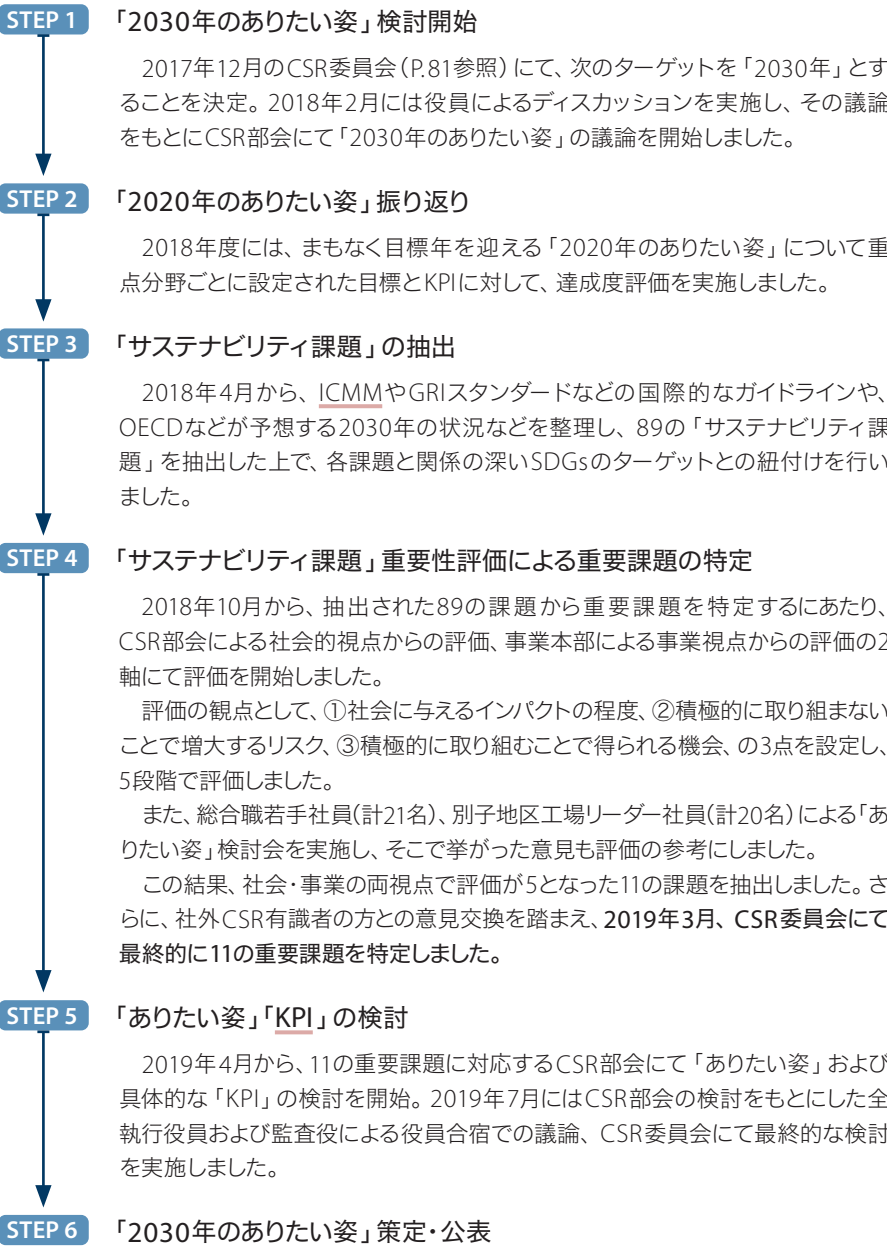 STEP 1 「2030年のありたい姿」検討開始
2017年12月のCSR委員会（P.81参照）にて、次のターゲットを「2030年」とす
ることを決定。2018年2月には役員によるディスカッションを実施し、その議論
をもとにCSR部会にて「2030年のありたい姿」の議論を開始しました。
STEP 2 「2020年のありたい姿」振り返り
2018年度には、まもなく目標年を迎える「2020年のありたい姿」について重
点分野ごとに設定された目標とKPIに対して、達成度評価を実施しました。
STEP 3 「サステナビリティ課題」の抽出
2018年4月から、ICMMやGRIスタンダードなどの国際的なガイドラインや、
OECDなどが予想する2030年の状況などを整理し、89の「サステナビリティ課
題」を抽出した上で、各課題と関係の深いSDGsのターゲットとの紐付けを行い
ました。
STEP 4 「サステナビリティ課題」重要性評価による重要課題の特定
2018年10月から、抽出された89の課題から重要課題を特定するにあたり、
CSR部会による社会的視点からの評価、事業本部による事業視点からの評価の2
軸にて評価を開始しました。
評価の観点として、①社会に与えるインパクトの程度、②積極的に取り組まない
ことで増大するリスク、③積極的に取り組むことで得られる機会、の3点を設定し、
5段階で評価しました。
また、総合職若手社員(計21名)、別子地区工場リーダー社員(計20名)による「あ
りたい姿」検討会を実施し、そこで挙がった意見も評価の参考にしました。
この結果、社会・事業の両視点で評価が5となった11の課題を抽出しました。さ
らに、社外CSR有識者の方との意見交換を踏まえ、2019年3月、CSR委員会にて
最終的に11の重要課題を特定しました。
STEP 5 「ありたい姿」「KPI」の検討
2019年4月から、11の重要課題に対応するCSR部会にて「ありたい姿」および
具体的な「KPI」の検討を開始。2019年7月にはCSR部会の検討をもとにした全
執行役員および監査役による役員合宿での議論、CSR委員会にて最終的な検討
を実施しました。
STEP 6 「2030年のありたい姿」策定・公表